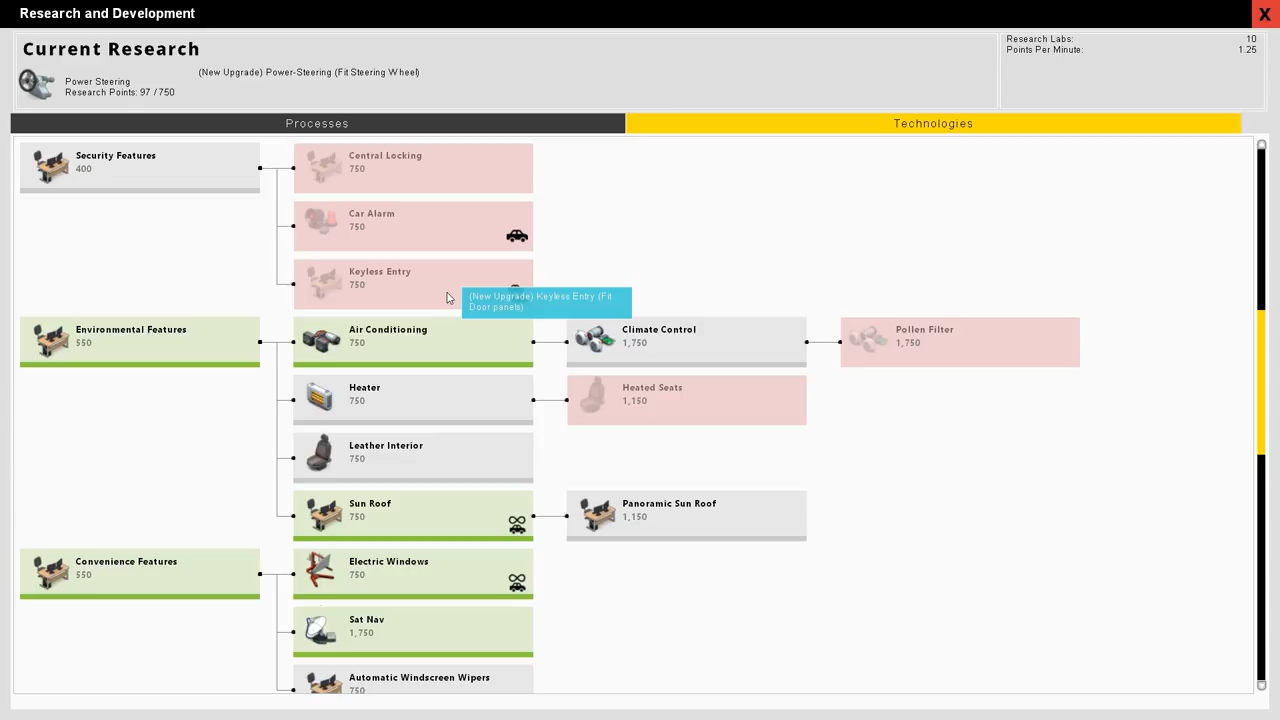 Research and Development
X
Current Research
(New Upgrade) Power-Steering (Fit Steering Wheel)
Power Steering
Research Points: 97 / 750
Research Labs: 10
Points Per Minute: 1.25
Processes
Technologies
Security Features
400
Central Locking
750
Car Alarm
750
Keyless Entry
750
(New Upgrade) Keyless Entry (Fit
Door panels)
Environmental Features
550
Air Conditioning
750
Climate Control
1,750
Pollen Filter
1,750
Heater
750
Heated Seats
1,150
Leather Interior
750
Sun Roof
750
Panoramic Sun Roof
1,150
Convenience Features
550
Electric Windows
750
Sat Nav
1,750
Automatic Windscreen Wipers
750